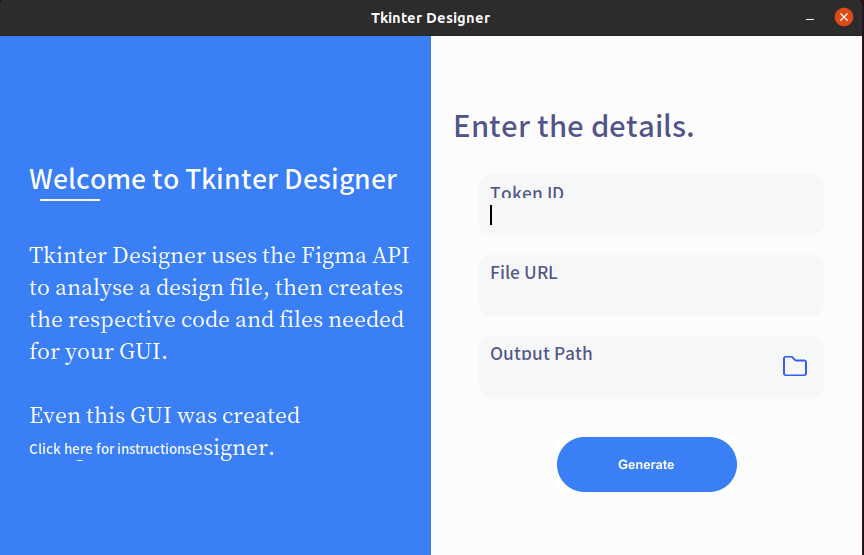 Tkinter Designer
Welcome to Tkinter Designer
Tkinter Designer uses the Figma API
to analyse a design file, then creates
the respective code and files needed
for your GUI.
Even this GUI was created
Click here for instructionsesigner.
Enter the details.
Token ID
File URL
Output Path
Generate